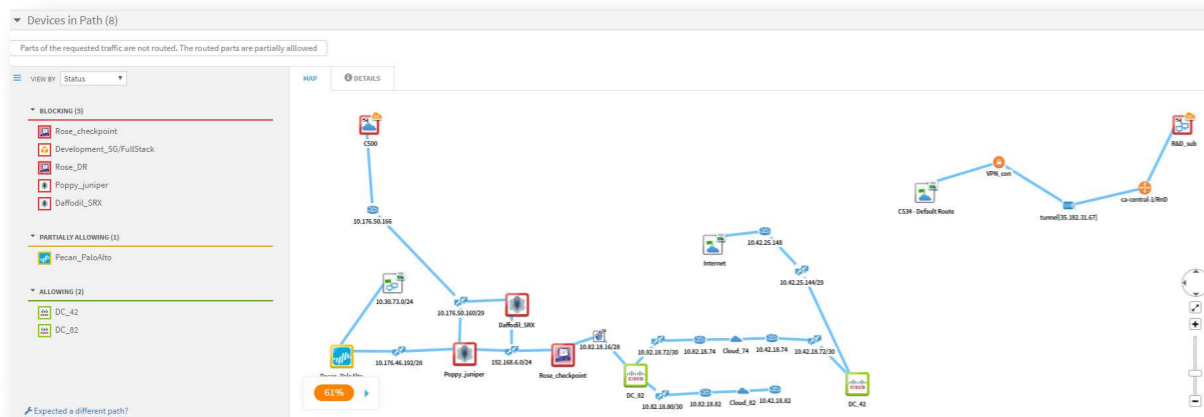 Devices in Path (8)
Parts of the requested traffic are not routed. The routed parts are partially alllowed
VIEW BY Status
MAP DETAILS
BLOCKING (5)
Rose_checkpoint
Development_SG/FullStack
Rose_DR
Poppy_juniper
Daffodil_SRX
PARTIALLY ALLOWING (1)
Pecan_PaloAlto
ALLOWING (2)
DC_42
DC_82
Expected a different path?
C500
R&D_sub
VPN_con
ca-central-1/RnD
C534 - Default Route
tunnel[35.182.31.67]
10.176.50.166
10.42.25.148
Internet
10.42.25.144/29
10.30.73.0/24
10.176.50.160/29
Daffodil_SRX
10.82.18.16/28
10.82.18.72/30
10.82.18.74
Cloud_74
10.42.18.74
10.42.18.72/30
Pecan_PaloAlto
10.176.46.192/28
Poppy_juniper
192.168.6.0/24
Rose_checkpoint
DC_82
10.82.18.80/30
10.82.18.82
Cloud_82
10.42.18.82
DC_42
cisco
cisco
61%